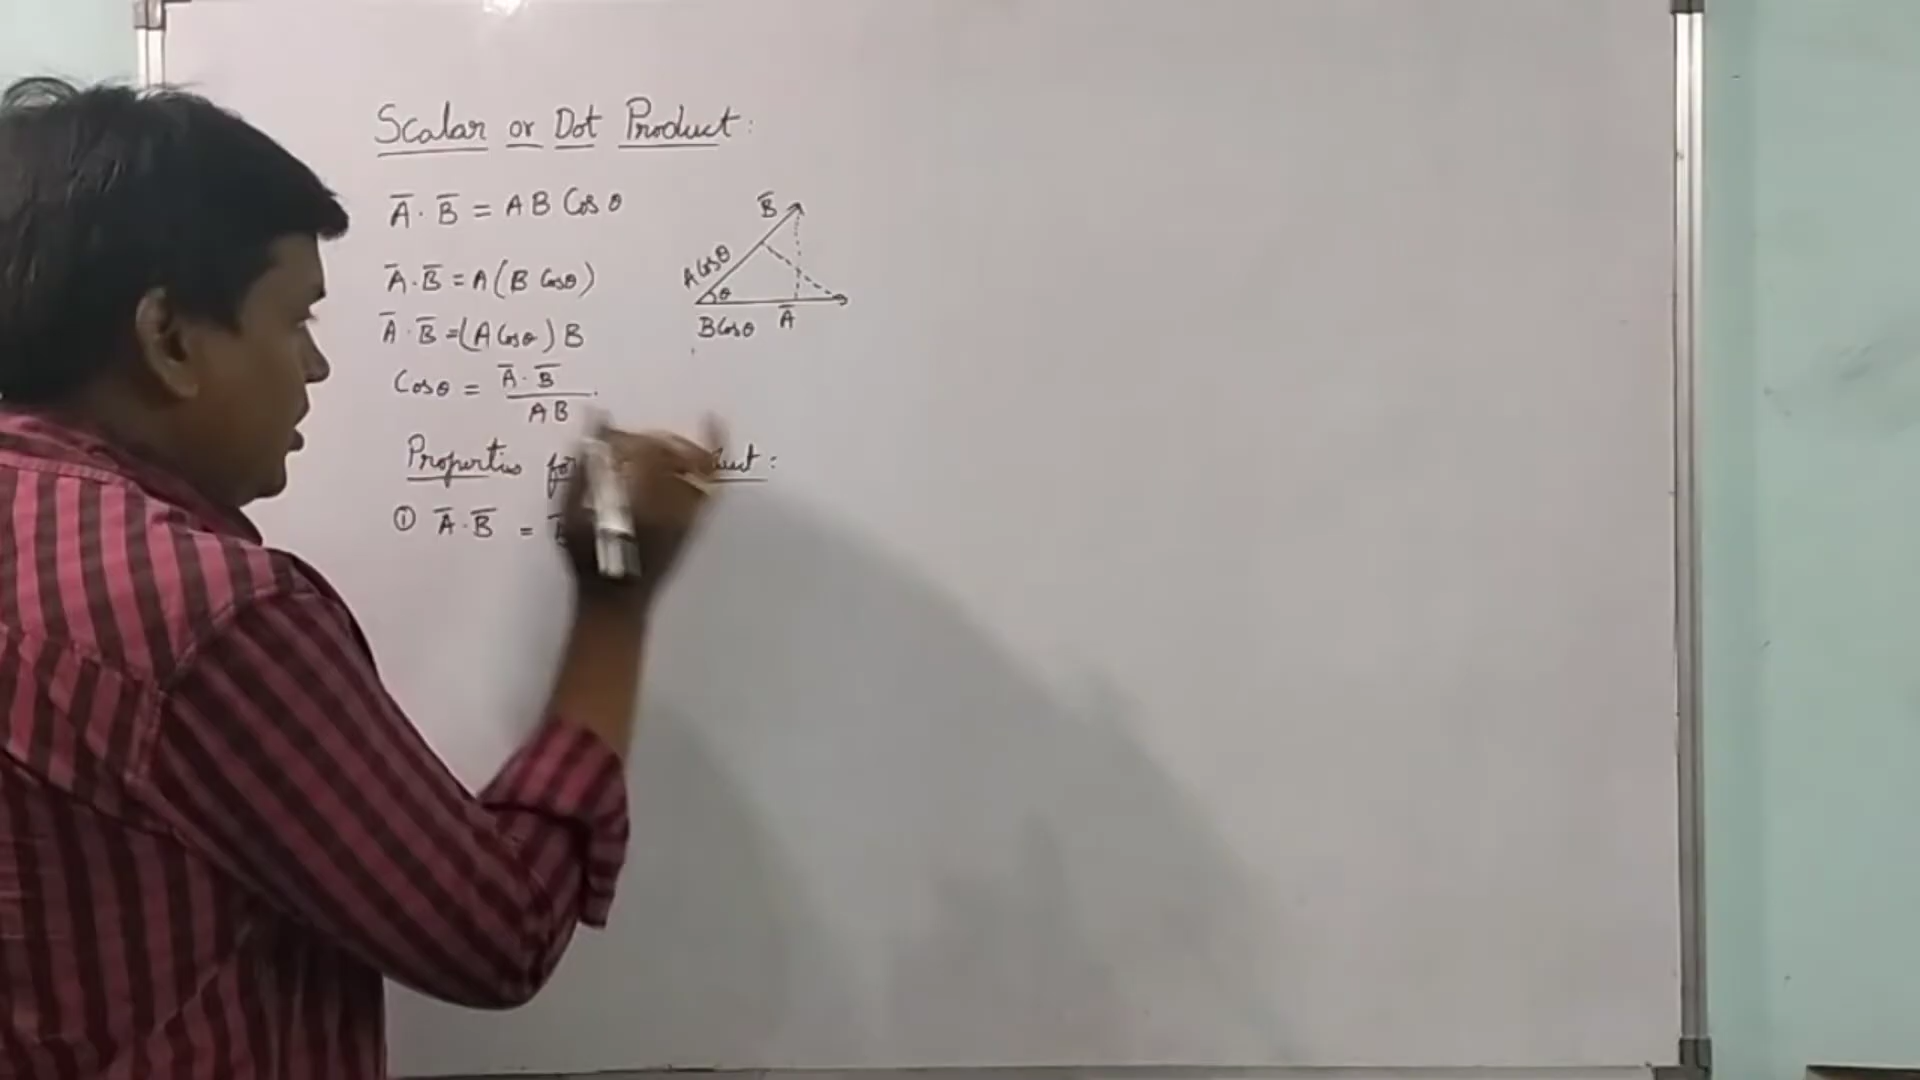 Scalar or Dot Product:
A̅ · B̅ = A B Cos θ
A̅ · B̅ = A ( B Cosθ )
A̅ · B̅ = ( A Cosθ ) B
Cosθ = A̅ · B̅ / A B
B̅
A Cosθ
θ
B Cosθ A̅
Properties for
① A̅ · B̅ =